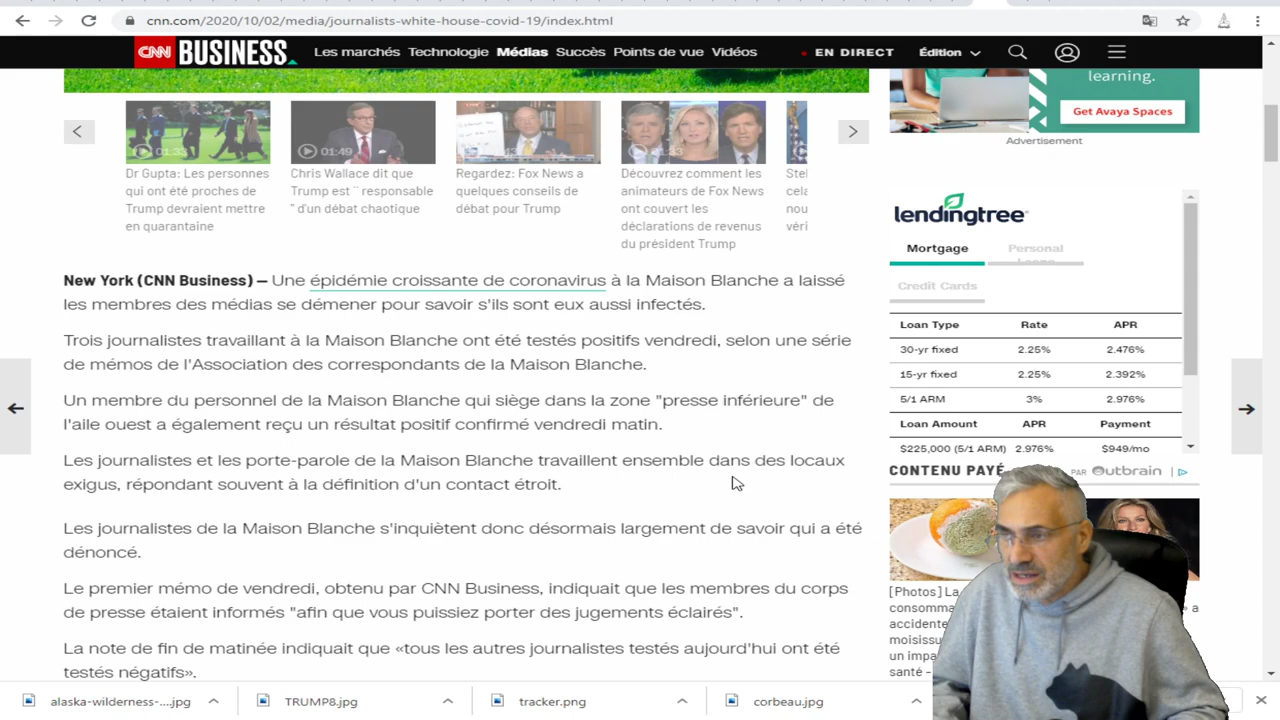 cnn.com/2020/10/02/media/journalists-white-house-covid-19/index.html
CNN BUSINESS
Les marchés Technologie Médias Succès Points de vue Vidéos
EN DIRECT
Édition
learning.
Get Avaya Spaces
Advertisement
01:33
01:49
43
01:33
Dr Gupta: Les personnes
qui ont été proches de
Trump devraient mettre
en quarantaine
Chris Wallace dit que
Trump est ¨ responsable
" d'un débat chaotique
Regardez: Fox News a
quelques conseils de
débat pour Trump
Découvrez comment les
animateurs de Fox News
ont couvert les
déclarations de revenus
du président Trump
Stel
cela
nou
véri
lendingtree
Mortgage
Personal
Credit Cards
Loan Type Rate APR
30-yr fixed 2.25% 2.476%
15-yr fixed 2.25% 2.392%
5/1 ARM 3% 2.976%
Loan Amount APR Payment
$225,000 (5/1 ARM) 2.976% $949/mo
New York (CNN Business) — Une épidémie croissante de coronavirus à la Maison Blanche a laissé
les membres des médias se démener pour savoir s'ils sont eux aussi infectés.
Trois journalistes travaillant à la Maison Blanche ont été testés positifs vendredi, selon une série
de mémos de l'Association des correspondants de la Maison Blanche.
Un membre du personnel de la Maison Blanche qui siège dans la zone "presse inférieure" de
l'aile ouest a également reçu un résultat positif confirmé vendredi matin.
Les journalistes et les porte-parole de la Maison Blanche travaillent ensemble dans des locaux
exigus, répondant souvent à la définition d'un contact étroit.
Les journalistes de la Maison Blanche s'inquiètent donc désormais largement de savoir qui a été
dénoncé.
Le premier mémo de vendredi, obtenu par CNN Business, indiquait que les membres du corps
de presse étaient informés "afin que vous puissiez porter des jugements éclairés".
La note de fin de matinée indiquait que «tous les autres journalistes testés aujourd'hui ont été
testés négatifs».
CONTENU PAYÉ
PAR Outbrain
[Photos] La
consomma
accidente
moisissu
un impa
santé -
» a
alaska-wilderness-....jpg
TRUMP8.jpg
tracker.png
corbeau.jpg